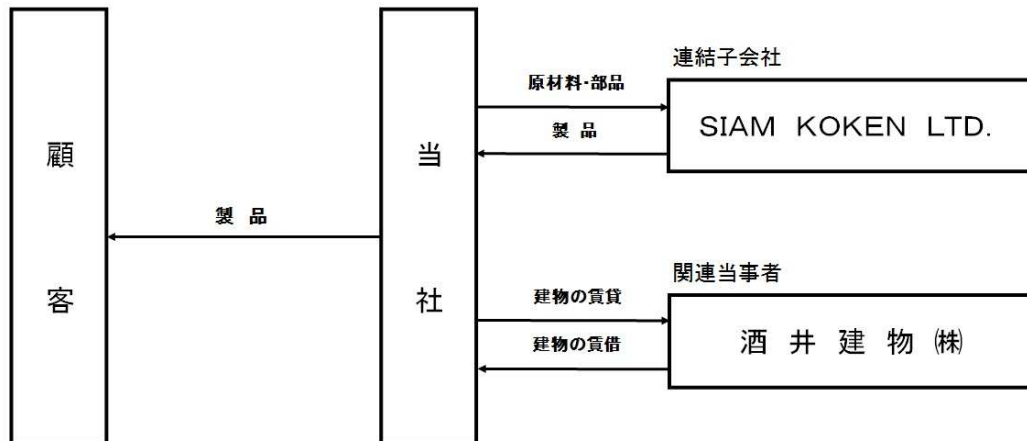 顧客
製品
当社
原材料・部品
製品
連結子会社
SIAM KOKEN LTD.
建物の賃貸
建物の賃借
関連当事者
酒井建物㈱